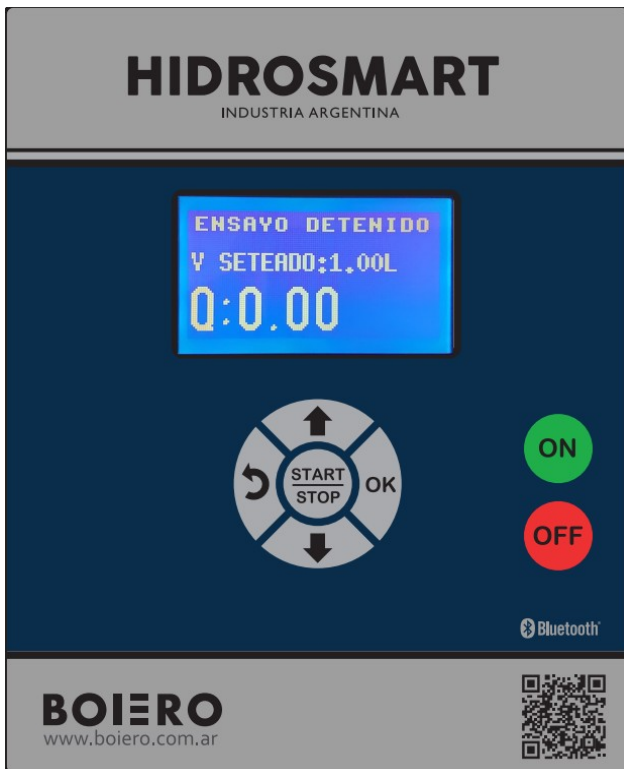 HIDROSMART
INDUSTRIA ARGENTINA
ENSAYO DETENIDO
V SETEADO:1.00L
Q:0.00
START
STOP
OK
ON
OFF
Bluetooth
BOIERO
www.boiero.com.ar